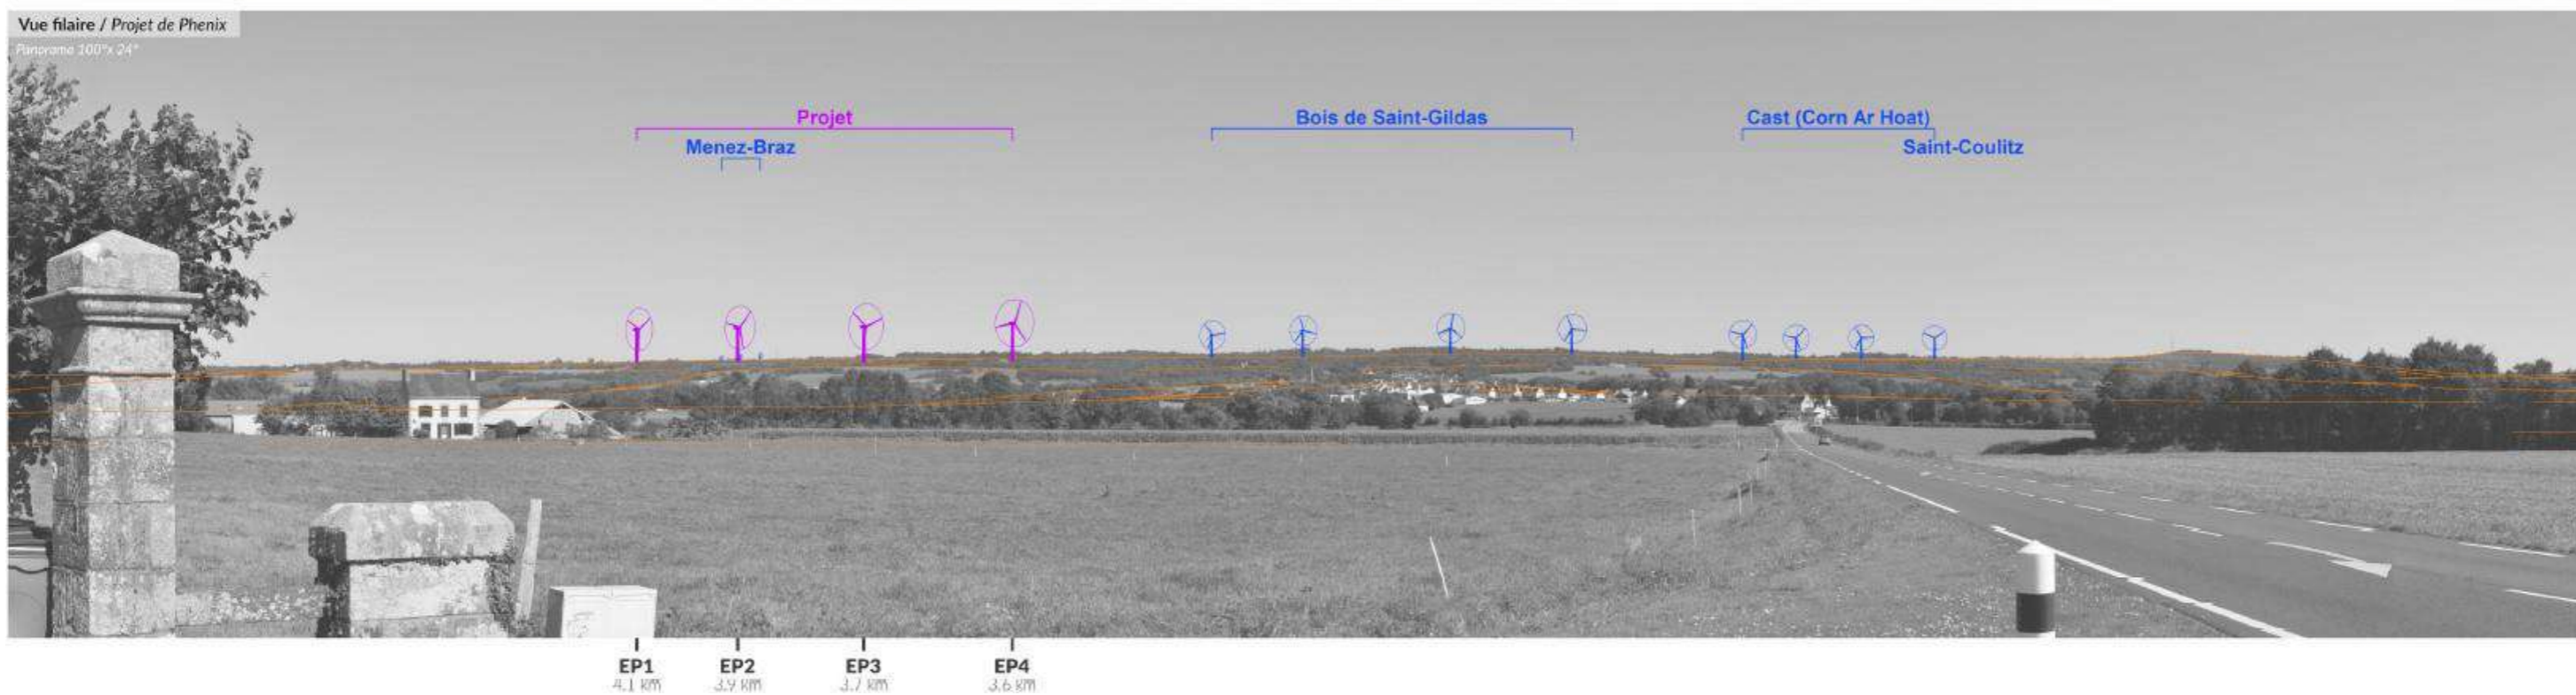 Vue filaire / Projet de Phenix
Panorama 100°x 24°
Projet
Bois de Saint-Gildas
Cast (Corn Ar Hoat)
Menez-Braz
Saint-Coulitz
EP1
EP2
EP3
EP4
4.1 km
3.9 km
3.7 km
3.6 km